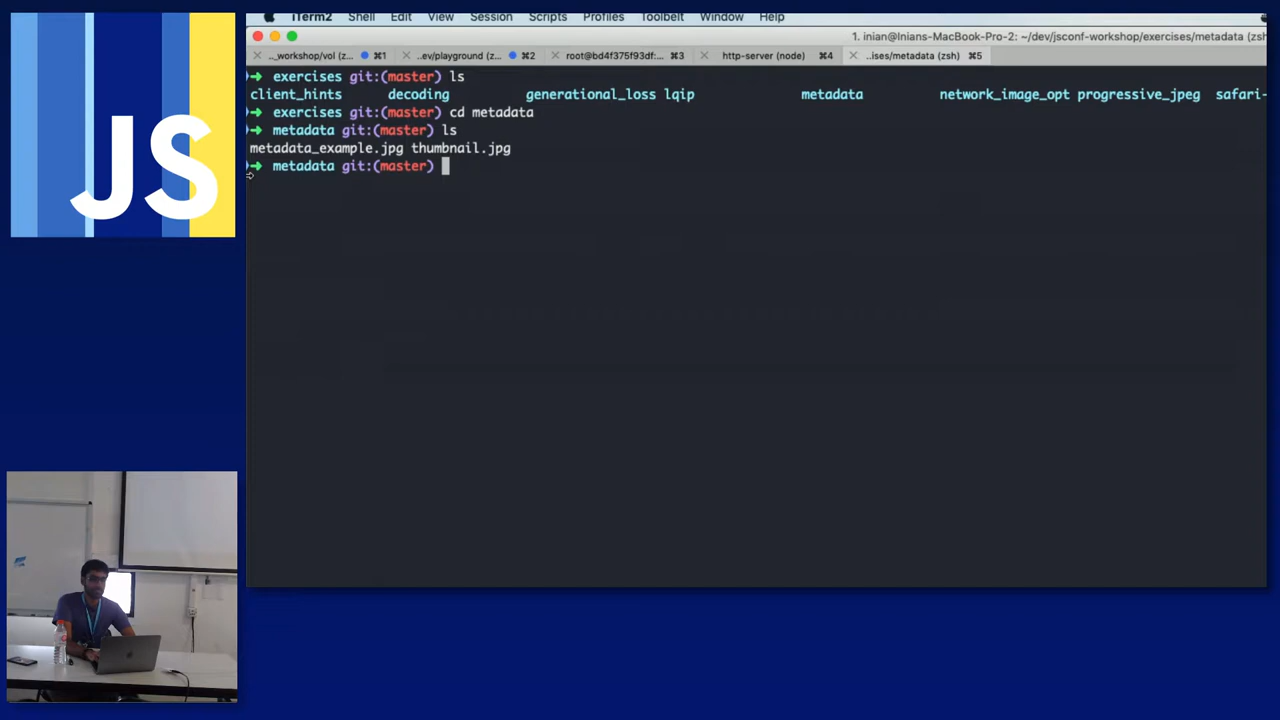 JS
iTerm2 Shell Edit View Session Scripts Profiles Toolbelt Window Help
1. inian@Inians-MacBook-Pro-2: ~/dev/jsconf-workshop/exercises/metadata (zsh
.._workshop/vol (z... ⌘1 ..ev/playground (z... ⌘2 root@bd4f375f93df:... ⌘3 http-server (node) ⌘4 ..ises/metadata (zsh) ⌘5
➜ exercises git:(master) ls
client_hints decoding generational_loss lqip metadata network_image_opt progressive_jpeg safari-
➜ exercises git:(master) cd metadata
➜ metadata git:(master) ls
metadata_example.jpg thumbnail.jpg
➜ metadata git:(master)